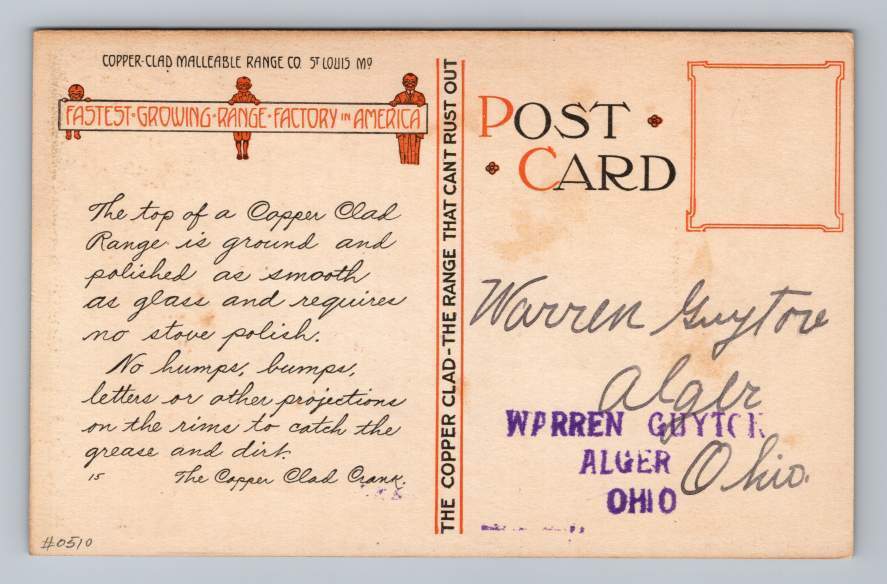 COPPER-CLAD MALLEABLE RANGE CO. ST LOUIS MO
FASTEST-GROWING-RANGE-FACTORY IN AMERICA
The top of a Copper Clad
Range is ground and
polished as smooth
as glass and requires
no stove polish.
No humps, bumps,
letters or other projections
on the rims to catch the
grease and dirt.
15 The Copper Clad Crank.
#0510
THE COPPER CLAD-THE RANGE THAT CANT RUST OUT
POST
CARD
Warren Guyton
Alger
Ohio.
WARREN GUYTON
ALGER
OHIO